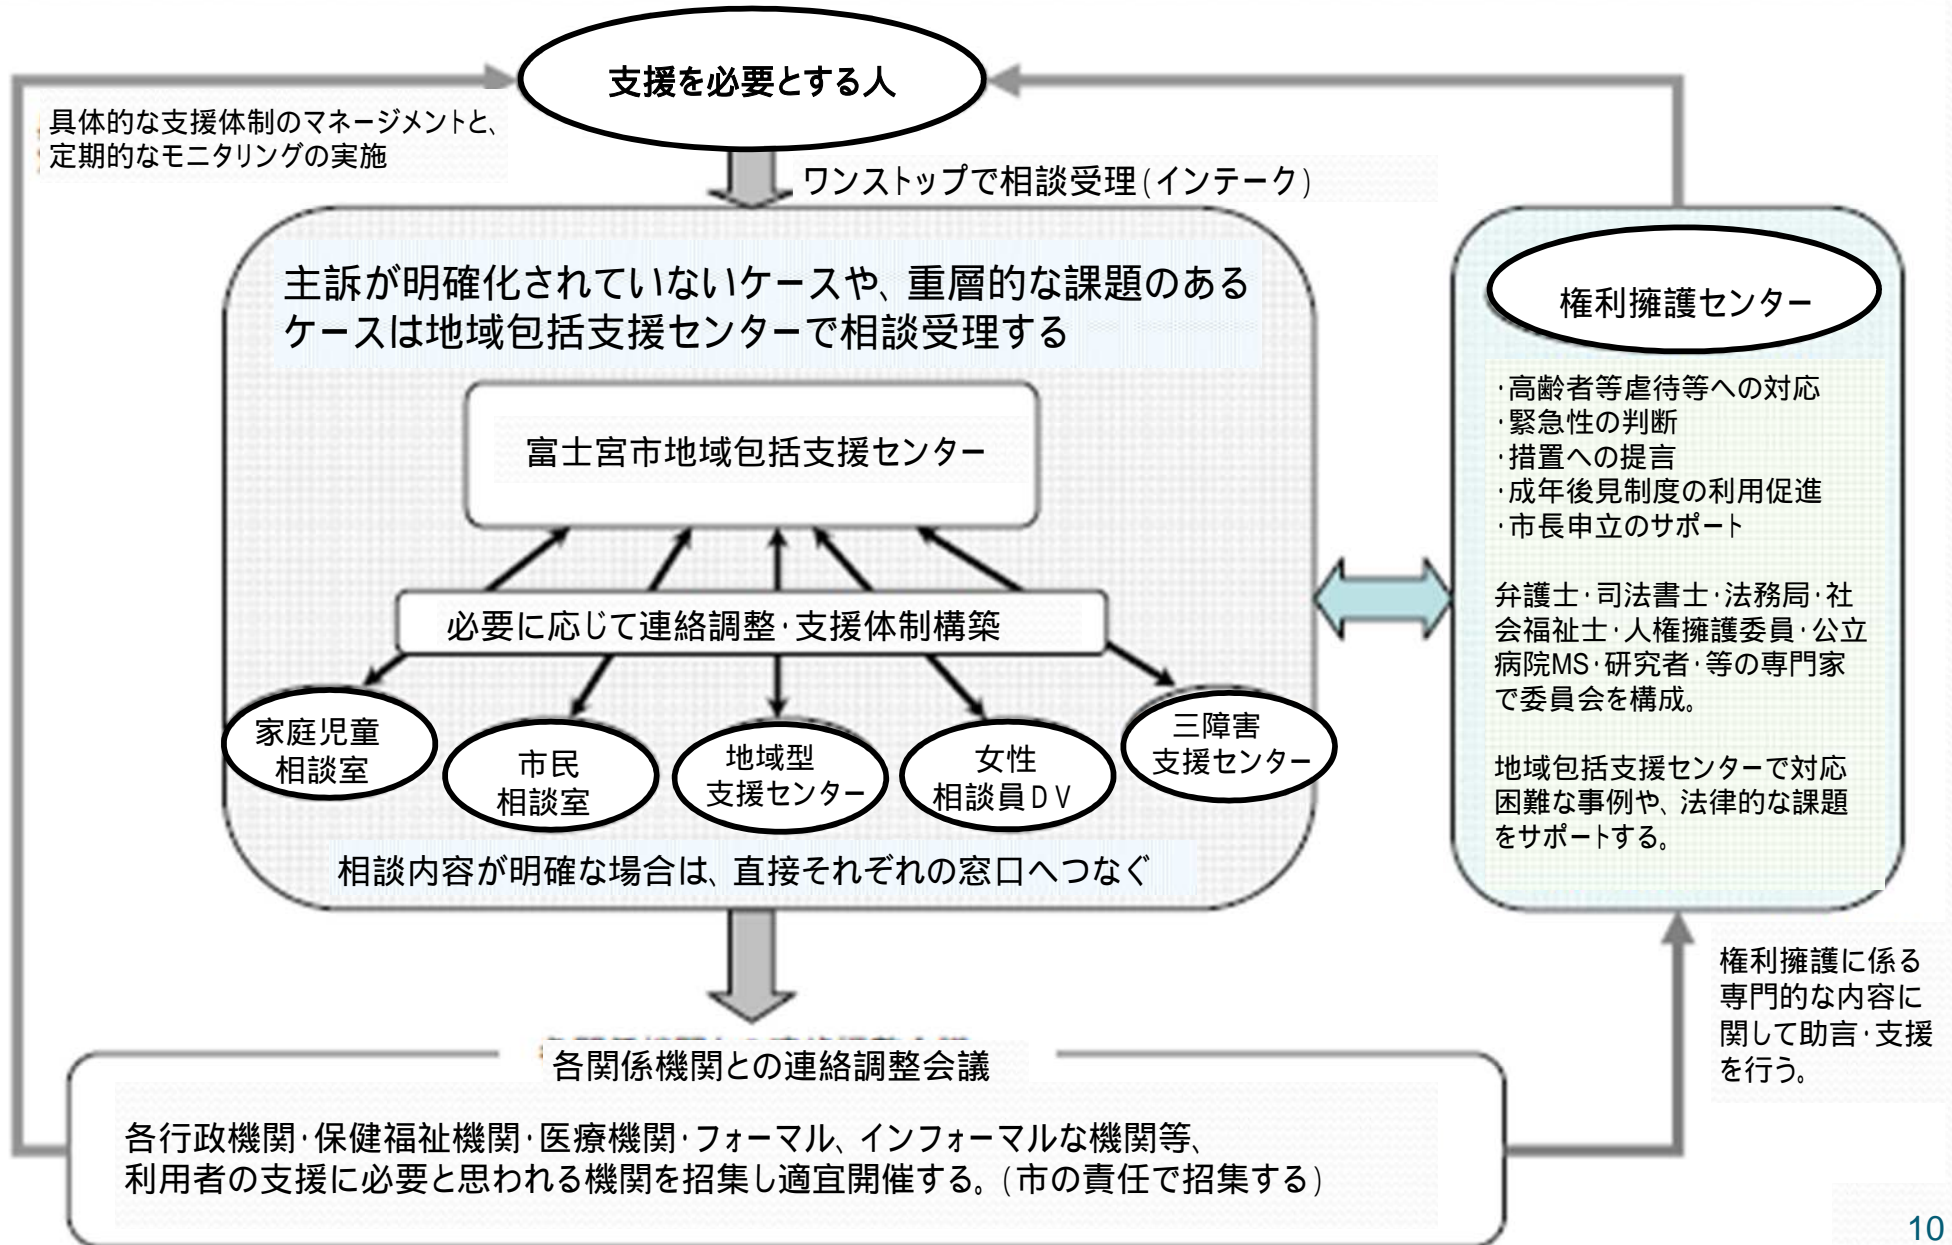 支援を必要とする人
具体的な支援体制のマネージメントと、
定期的なモニタリングの実施
ワンストップで相談受理(インテーク)
主訴が明確化されていないケースや、重層的な課題のある
ケースは地域包括支援センターで相談受理する
富士宮市地域包括支援センター
必要に応じて連絡調整・支援体制構築
家庭児童
相談室
市民
相談室
地域型
支援センター
女性
相談員DV
三障害
支援センター
相談内容が明確な場合は、直接それぞれの窓口へつなぐ
権利擁護センター
・高齢者等虐待等への対応
・緊急性の判断
・措置への提言
・成年後見制度の利用促進
・市長申立のサポート
弁護士・司法書士・法務局・社
会福祉士・人権擁護委員・公立
病院MS・研究者・等の専門家
で委員会を構成。
地域包括支援センターで対応
困難な事例や、法律的な課題
をサポートする。
権利擁護に係る
専門的な内容に
関して助言・支援
を行う。
各関係機関との連絡調整会議
各行政機関・保健福祉機関・医療機関・フォーマル、インフォーマルな機関等、
利用者の支援に必要と思われる機関を招集し適宜開催する。(市の責任で招集する)
10